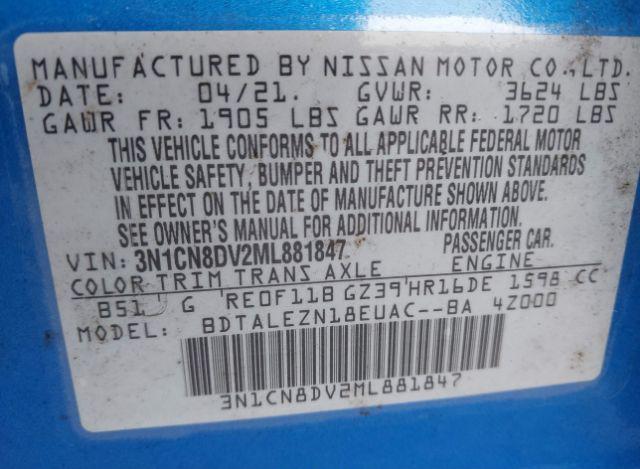 MANUFACTURED BY NISSAN MOTOR CO., LTD.
DATE: 04/21. GVWR: 3624 LBS
GAWR FR: 1905 LBS GAWR RR: 1720 LBS
THIS VEHICLE CONFORMS TO ALL APPLICABLE FEDERAL MOTOR
VEHICLE SAFETY, BUMPER AND THEFT PREVENTION STANDARDS
IN EFFECT ON THE DATE OF MANUFACTURE SHOWN ABOVE.
SEE OWNER'S MANUAL FOR ADDITIONAL INFORMATION.
VIN: 3N1CN8DV2ML881847 PASSENGER CAR.
COLOR TRIM TRANS AXLE ENGINE
B51 G RE0F11B GZ39 HR16DE 1598 CC
MODEL: BDTALEZN18EUAC--BA 4Z000
3N1CN8DV2ML881847